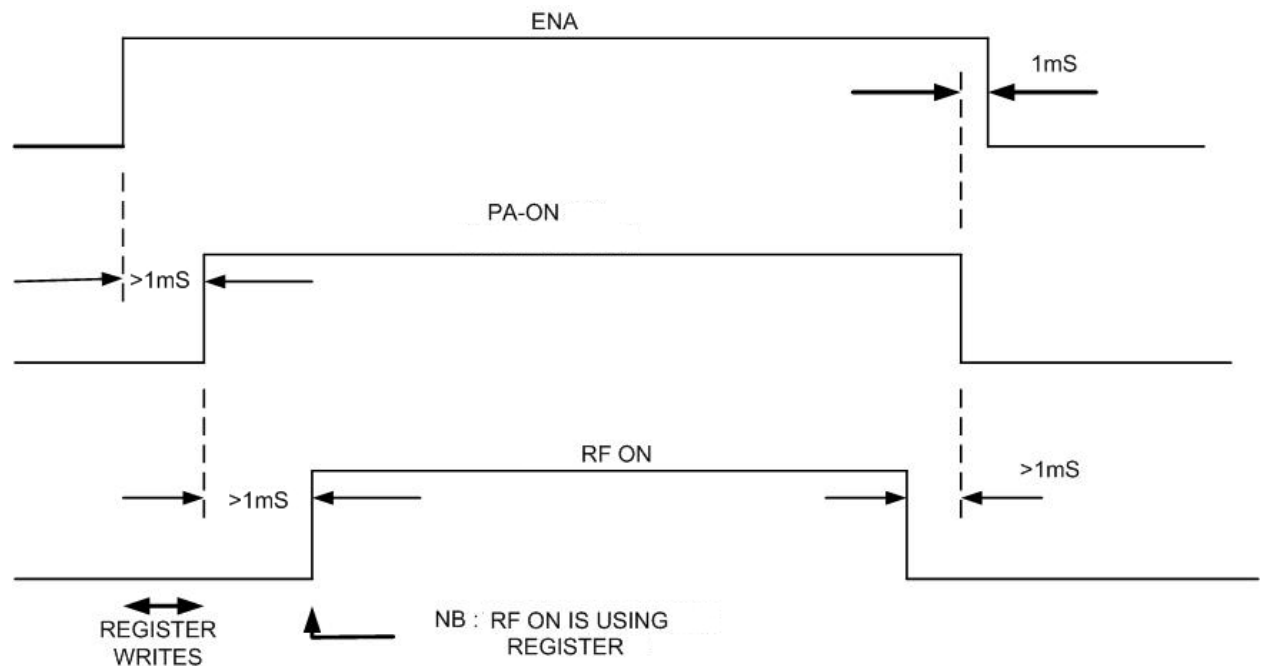 ENA
1mS
PA-ON
>1mS
RF ON
>1mS
>1mS
REGISTER
WRITES
NB : RF ON IS USING
REGISTER